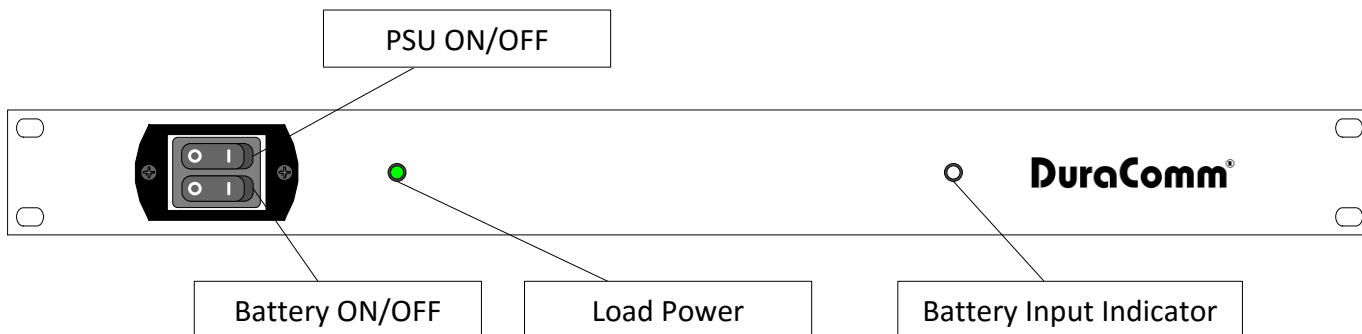 PSU ON/OFF
O I
O I
DuraComm®
Battery ON/OFF
Load Power
Battery Input Indicator